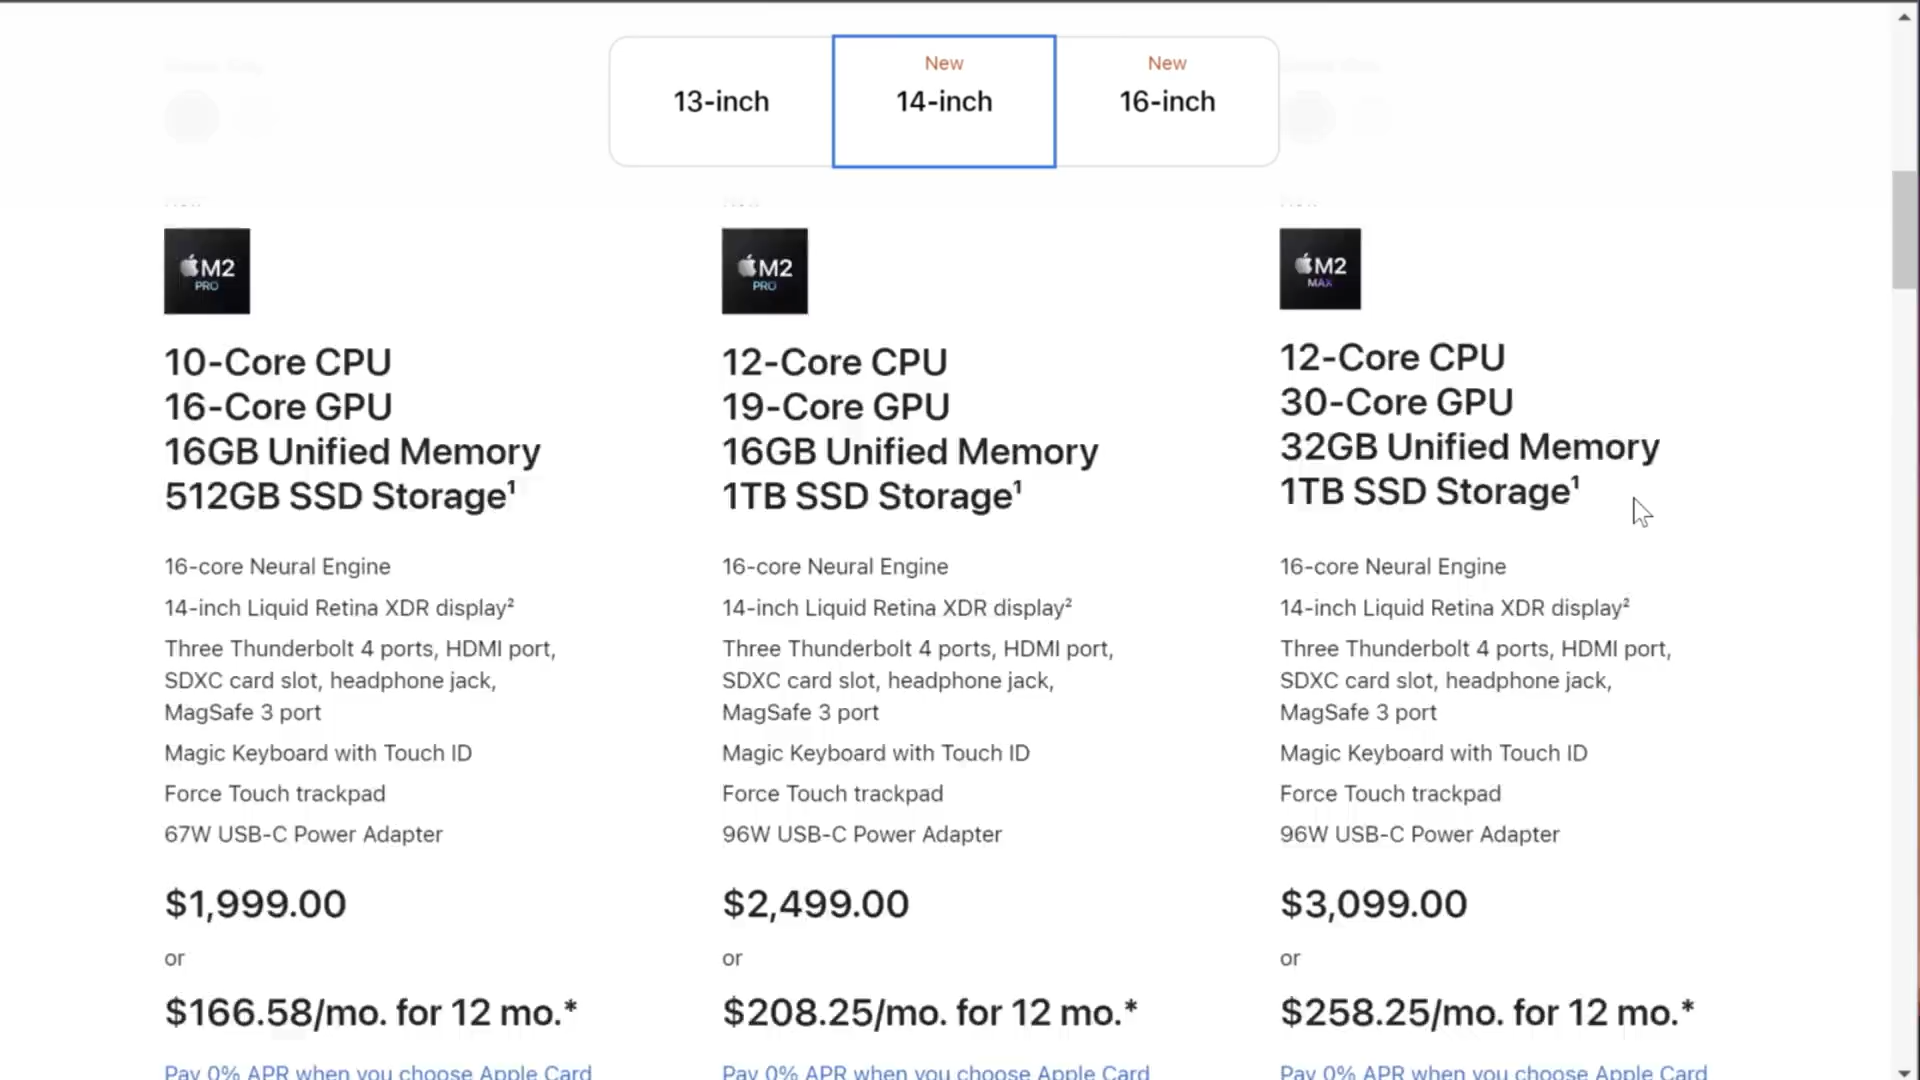 13-inch
New
14-inch
New
16-inch
M2
PRO
10-Core CPU
16-Core GPU
16GB Unified Memory
512GB SSD Storage¹
16-core Neural Engine
14-inch Liquid Retina XDR display²
Three Thunderbolt 4 ports, HDMI port,
SDXC card slot, headphone jack,
MagSafe 3 port
Magic Keyboard with Touch ID
Force Touch trackpad
67W USB-C Power Adapter
$1,999.00
or
$166.58/mo. for 12 mo.*
Pay 0% APR when you choose Apple Card
M2
PRO
12-Core CPU
19-Core GPU
16GB Unified Memory
1TB SSD Storage¹
16-core Neural Engine
14-inch Liquid Retina XDR display²
Three Thunderbolt 4 ports, HDMI port,
SDXC card slot, headphone jack,
MagSafe 3 port
Magic Keyboard with Touch ID
Force Touch trackpad
96W USB-C Power Adapter
$2,499.00
or
$208.25/mo. for 12 mo.*
Pay 0% APR when you choose Apple Card
M2
MAX
12-Core CPU
30-Core GPU
32GB Unified Memory
1TB SSD Storage¹
16-core Neural Engine
14-inch Liquid Retina XDR display²
Three Thunderbolt 4 ports, HDMI port,
SDXC card slot, headphone jack,
MagSafe 3 port
Magic Keyboard with Touch ID
Force Touch trackpad
96W USB-C Power Adapter
$3,099.00
or
$258.25/mo. for 12 mo.*
Pay 0% APR when you choose Apple Card